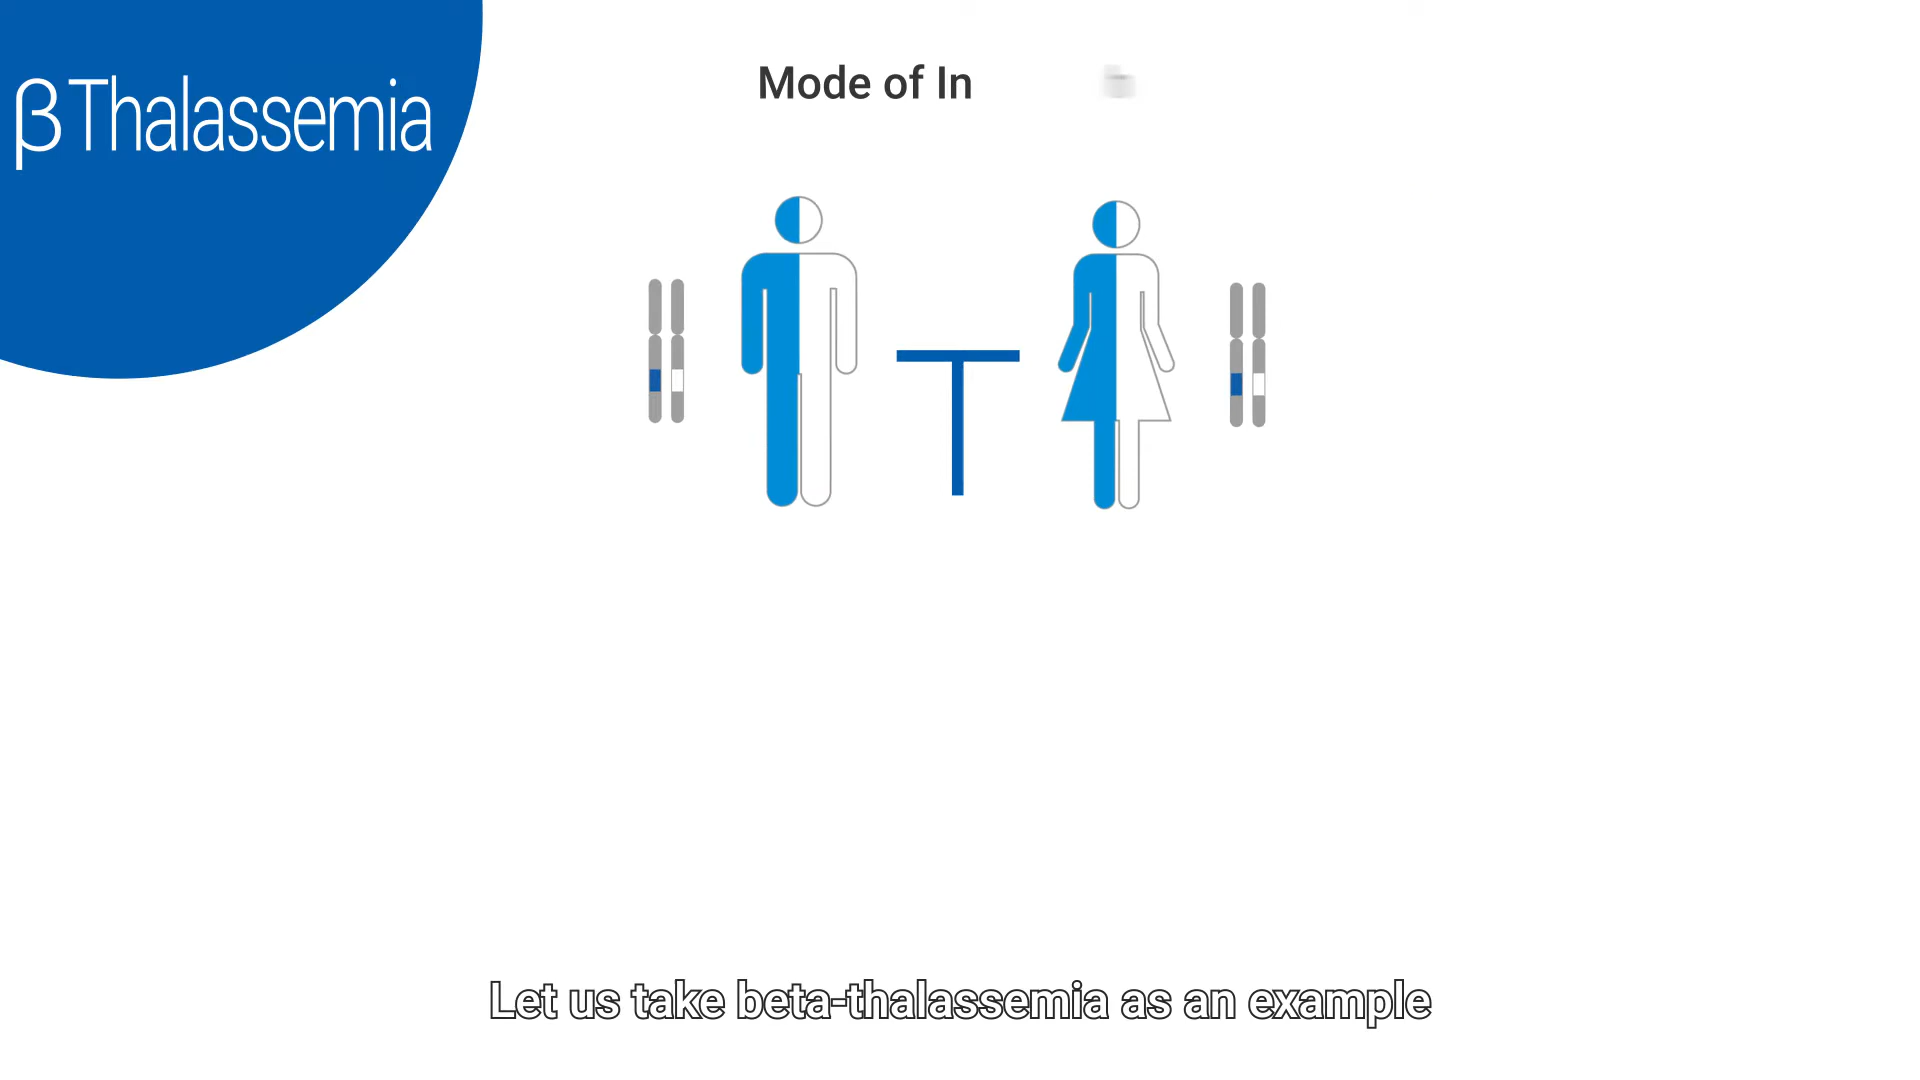 β Thalassemia
Mode of In
Let us take beta-thalassemia as an example